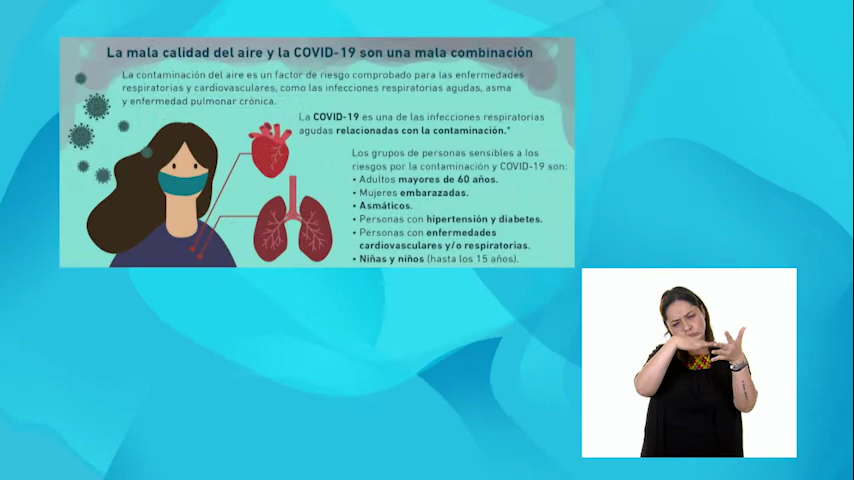 La mala calidad del aire y la COVID-19 son una mala combinación
La contaminación del aire es un factor de riesgo comprobado para las enfermedades
respiratorias y cardiovasculares, como las infecciones respiratorias agudas, asma
y enfermedad pulmonar crónica.
La COVID-19 es una de las infecciones respiratorias
agudas relacionadas con la contaminación.*
Los grupos de personas sensibles a los
riesgos por la contaminación y COVID-19 son:
• Adultos mayores de 60 años.
• Mujeres embarazadas.
• Asmáticos.
• Personas con hipertensión y diabetes.
• Personas con enfermedades
cardiovasculares y/o respiratorias.
• Niñas y niños (hasta los 15 años).